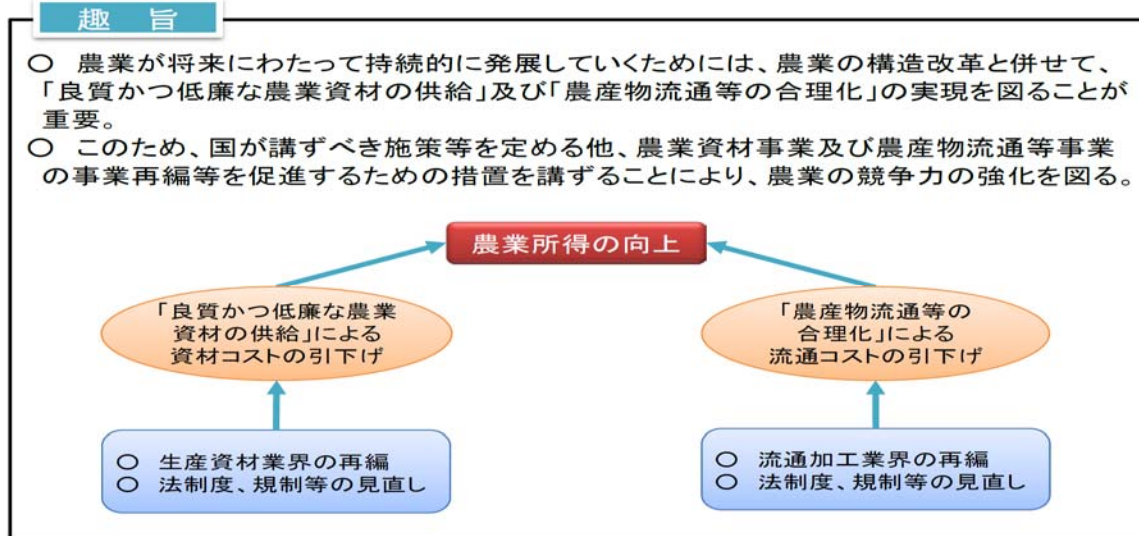 趣 旨
○ 農業が将来にわたって持続的に発展していくためには、農業の構造改革と併せて、
「良質かつ低廉な農業資材の供給」及び「農産物流通等の合理化」の実現を図ることが
重要。
○ このため、国が講ずべき施策等を定める他、農業資材事業及び農産物流通等事業
の事業再編等を促進するための措置を講ずることにより、農業の競争力の強化を図る。
農業所得の向上
「良質かつ低廉な農業
資材の供給」による
資材コストの引下げ
「農産物流通等の
合理化」による
流通コストの引下げ
○ 生産資材業界の再編
○ 法制度、規制等の見直し
○ 流通加工業界の再編
○ 法制度、規制等の見直し